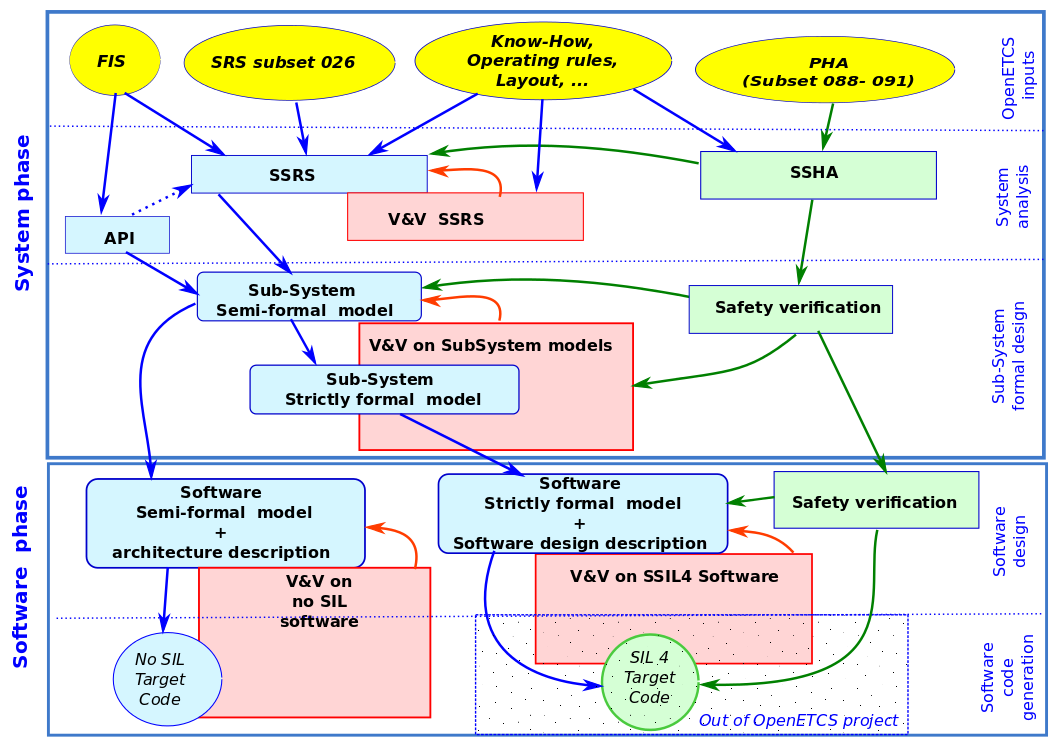 System phase
OpenETCS
inputs
FIS
SRS subset 026
Know-How,
Operating rules,
Layout, ...
PHA
(Subset 088- 091)
System
analysis
SSRS
SSHA
V&V  SSRS
API
Sub-System
formal design
Sub-System
Semi-formal  model
Safety verification
V&V on SubSystem models
Sub-System
Strictly formal  model
Software  phase
Software
design
Software
Semi-formal  model
+
architecture description
Software
Strictly formal  model
+
Software design description
Safety verification
V&V on
no SIL
software
V&V on SSIL4 Software
Software
code
generation
No SIL
Target
Code
SIL 4
Target
Code
Out of OpenETCS project